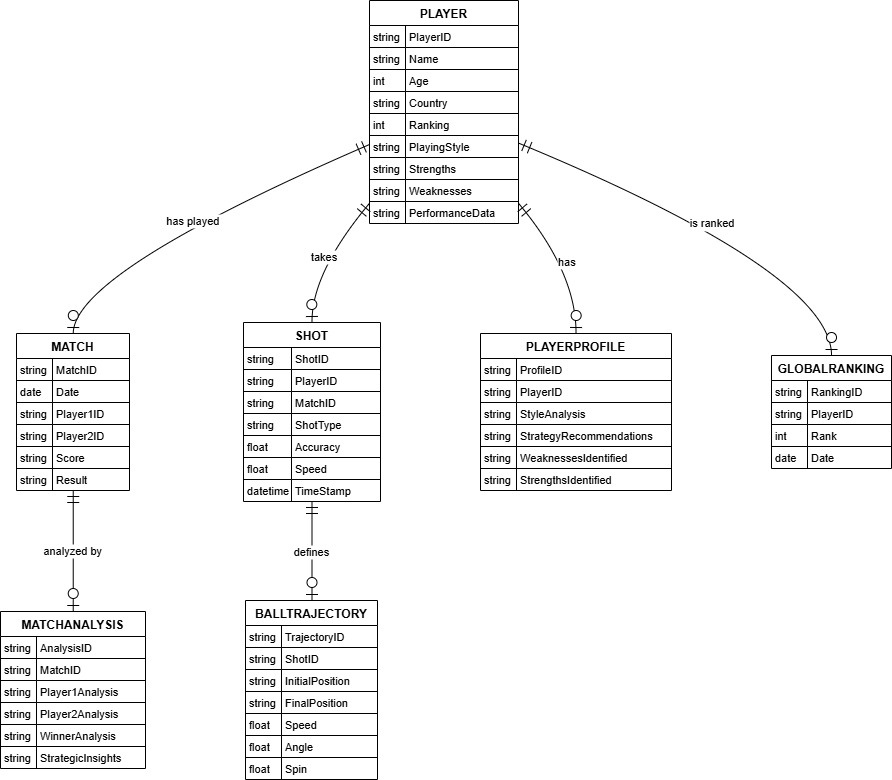 PLAYER
string PlayerID
string Name
int Age
string Country
int Ranking
string PlayingStyle
string Strengths
string Weaknesses
string PerformanceData
has played
takes
has
is ranked
MATCH
string MatchID
date Date
string Player1ID
string Player2ID
string Score
string Result
SHOT
string ShotID
string PlayerID
string MatchID
string ShotType
float Accuracy
float Speed
datetime TimeStamp
PLAYERPROFILE
string ProfileID
string PlayerID
string StyleAnalysis
string StrategyRecommendations
string WeaknessesIdentified
string StrengthsIdentified
GLOBALRANKING
string RankingID
string PlayerID
int Rank
date Date
analyzed by
defines
MATCHANALYSIS
string AnalysisID
string MatchID
string Player1Analysis
string Player2Analysis
string WinnerAnalysis
string StrategicInsights
BALLTRAJECTORY
string TrajectoryID
string ShotID
string InitialPosition
string FinalPosition
float Speed
float Angle
float Spin